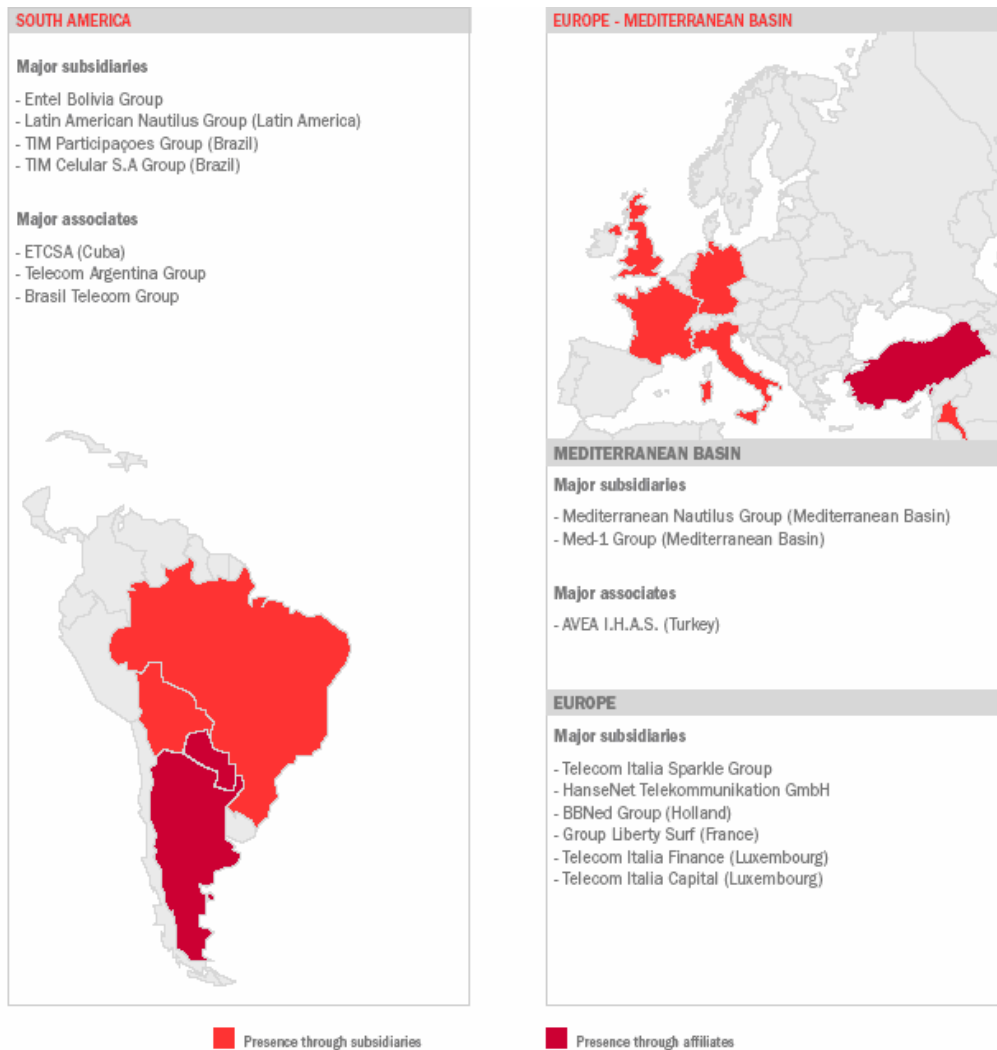 SOUTH AMERICA
Major subsidiaries
- Entel Bolivia Group
- Latin American Nautilus Group (Latin America)
- TIM Participaçoes Group (Brazil)
- TIM Celular S.A Group (Brazil)
Major associates
- ETCSA (Cuba)
- Telecom Argentina Group
- Brasil Telecom Group
EUROPE - MEDITERRANEAN BASIN
MEDITERRANEAN BASIN
Major subsidiaries
- Mediterranean Nautilus Group (Mediterranean Basin)
- Med-1 Group (Mediterranean Basin)
Major associates
- AVEA I.H.A.S. (Turkey)
EUROPE
Major subsidiaries
- Telecom Italia Sparkle Group
- HanseNet Telekommunikation GmbH
- BBNed Group (Holland)
- Group Liberty Surf (France)
- Telecom Italia Finance (Luxembourg)
- Telecom Italia Capital (Luxembourg)
Presence through subsidiaries
Presence through affiliates